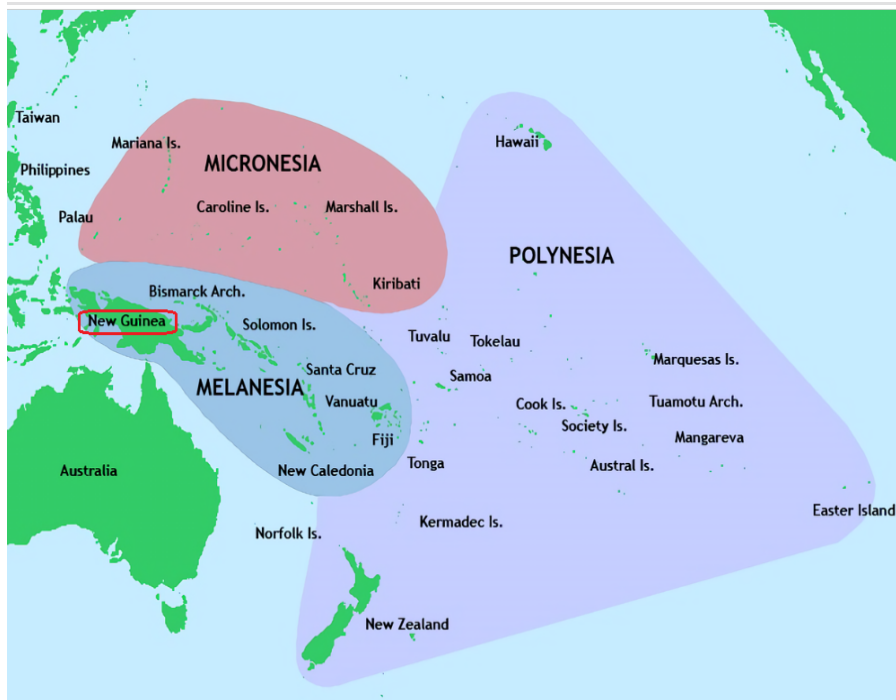 Taiwan
Mariana Is.
Hawaii
MICRONESIA
Philippines
Caroline Is.
Marshall Is.
Palau
POLYNESIA
Kiribati
Bismarck Arch.
New Guinea
Solomon Is.
Tuvalu
Tokelau
Marquesas Is.
Santa Cruz
Samoa
MELANESIA
Vanuatu
Cook Is.
Tuamotu Arch.
Society Is.
Fiji
Mangareva
Tonga
Austral Is.
Australia
New Caledonia
Easter Island
Kermadec Is.
Norfolk Is.
New Zealand